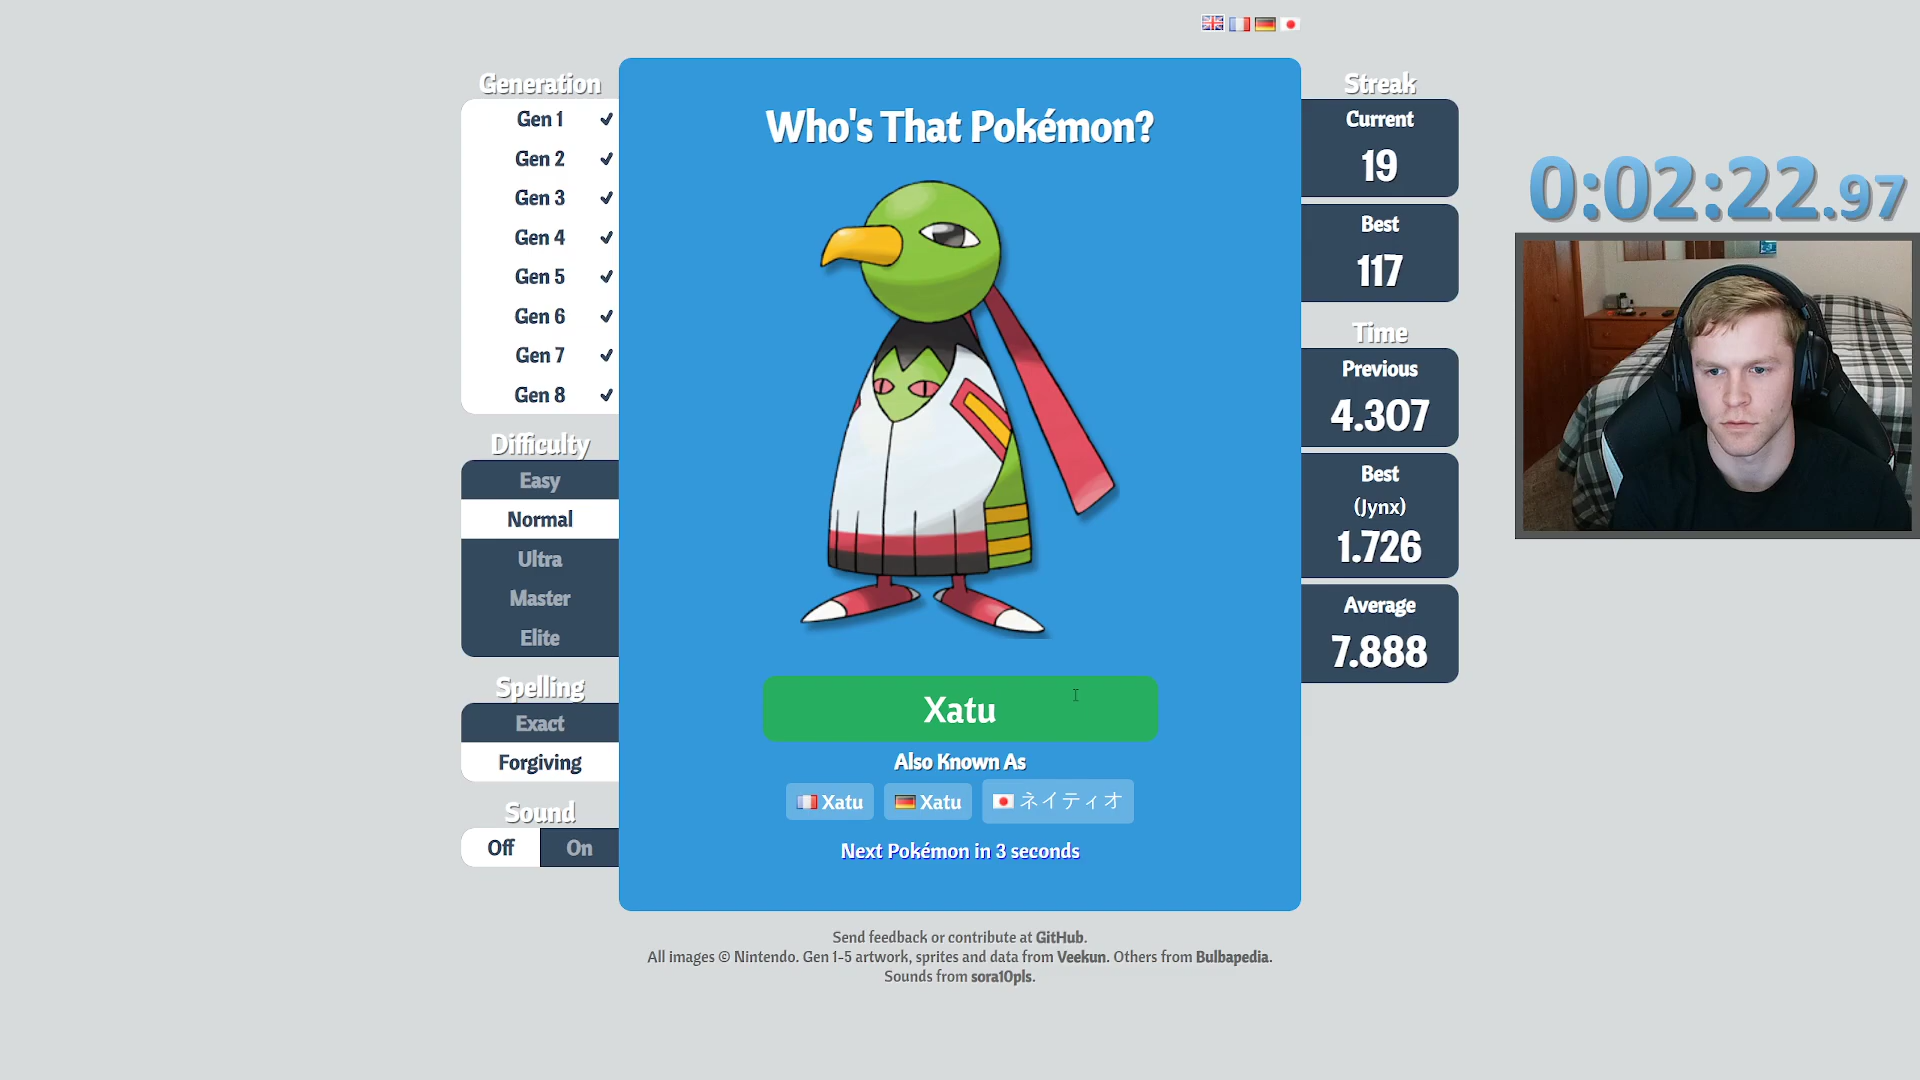 Generation
Gen 1
Gen 2
Gen 3
Gen 4
Gen 5
Gen 6
Gen 7
Gen 8
Difficulty
Easy
Normal
Ultra
Master
Elite
Spelling
Exact
Forgiving
Sound
Off On
Who's That Pokémon?
Xatu
Also Known As
Xatu Xatu ネイティオ
Next Pokémon in 3 seconds
Streak
Current
19
Best
117
Time
Previous
4.307
Best
(Jynx)
1.726
Average
7.888
0:02:22.97
Send feedback or contribute at GitHub.
All images © Nintendo. Gen 1-5 artwork, sprites and data from Veekun. Others from Bulbapedia.
Sounds from sora10pls.